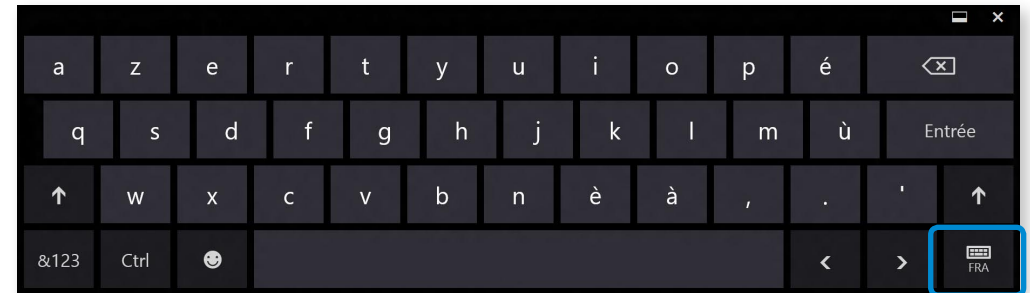 a z e r t y u i o p é
q s d f g h j k l m ù Entrée
w x c v b n è à , . '
&123 Ctrl < > FRA